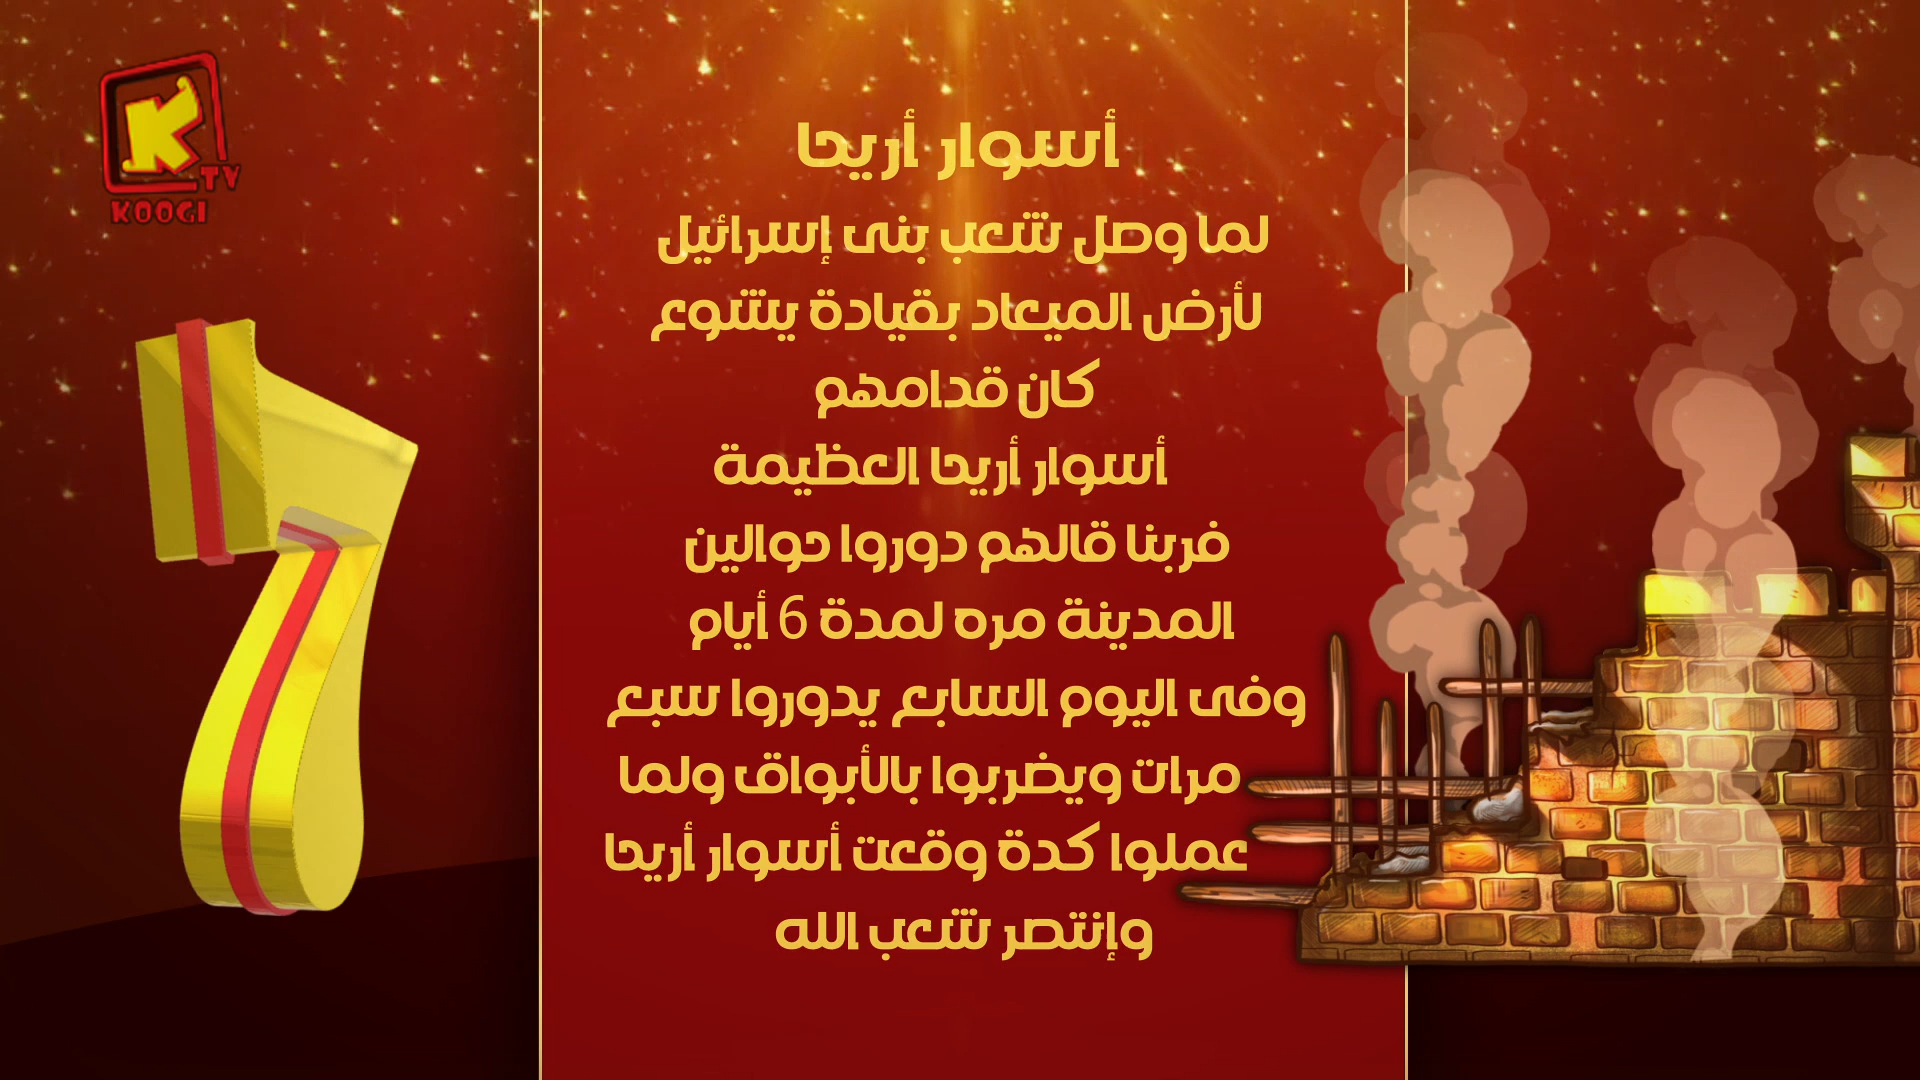 K
TV
KOOGI
7
أسوار أريحا
لما وصل شعب بنى إسرائيل
لأرض الميعاد بقيادة يشوع
كان قدامهم
أسوار أريحا العظيمة
فربنا قالهم دوروا حوالين
المدينة مره لمدة 6 أيام
وفى اليوم السابع يدوروا سبع
مرات ويضربوا بالأبواق ولما
عملوا كدة وقعت أسوار أريحا
وإنتصر شعب الله